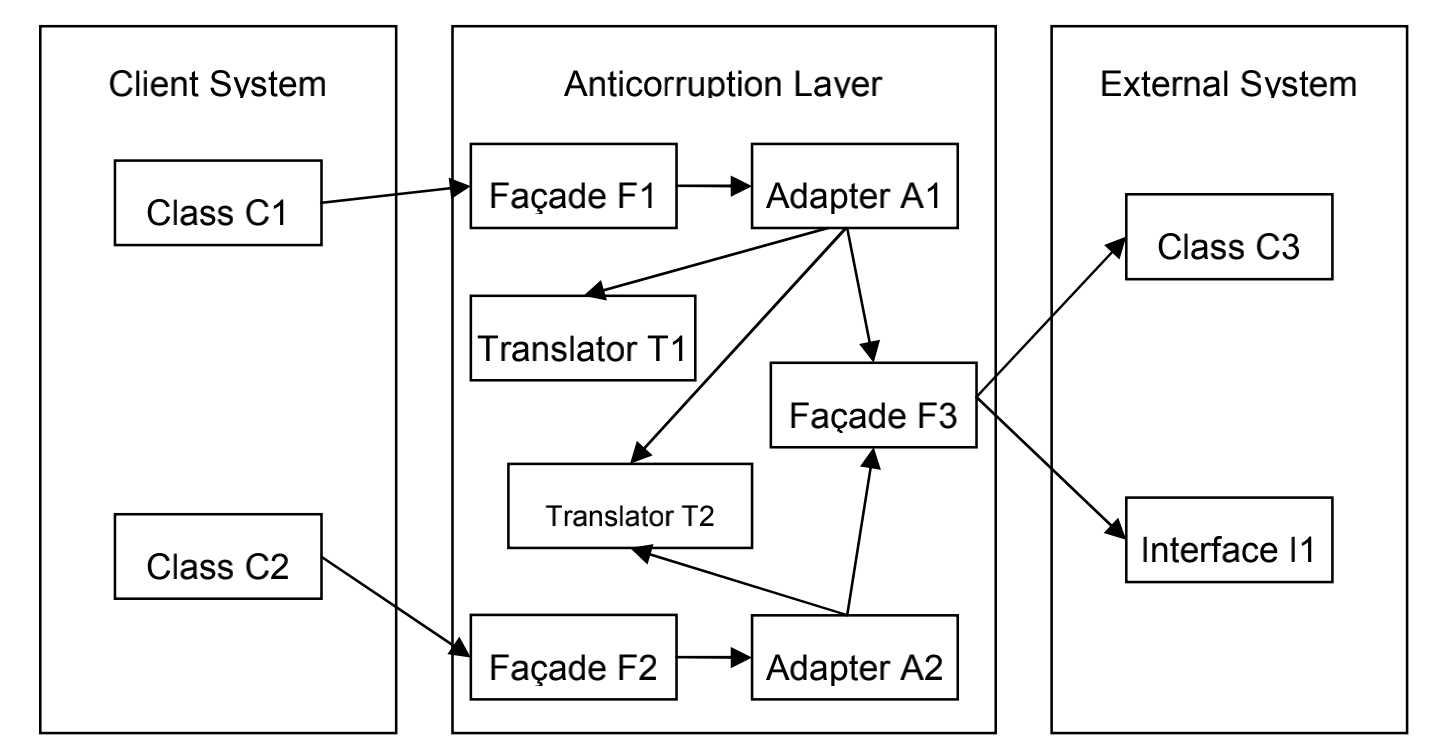 Client System
Anticorruption Layer
External System
Class C1
Façade F1
Adapter A1
Class C3
Translator T1
Façade F3
Translator T2
Class C2
Interface I1
Façade F2
Adapter A2